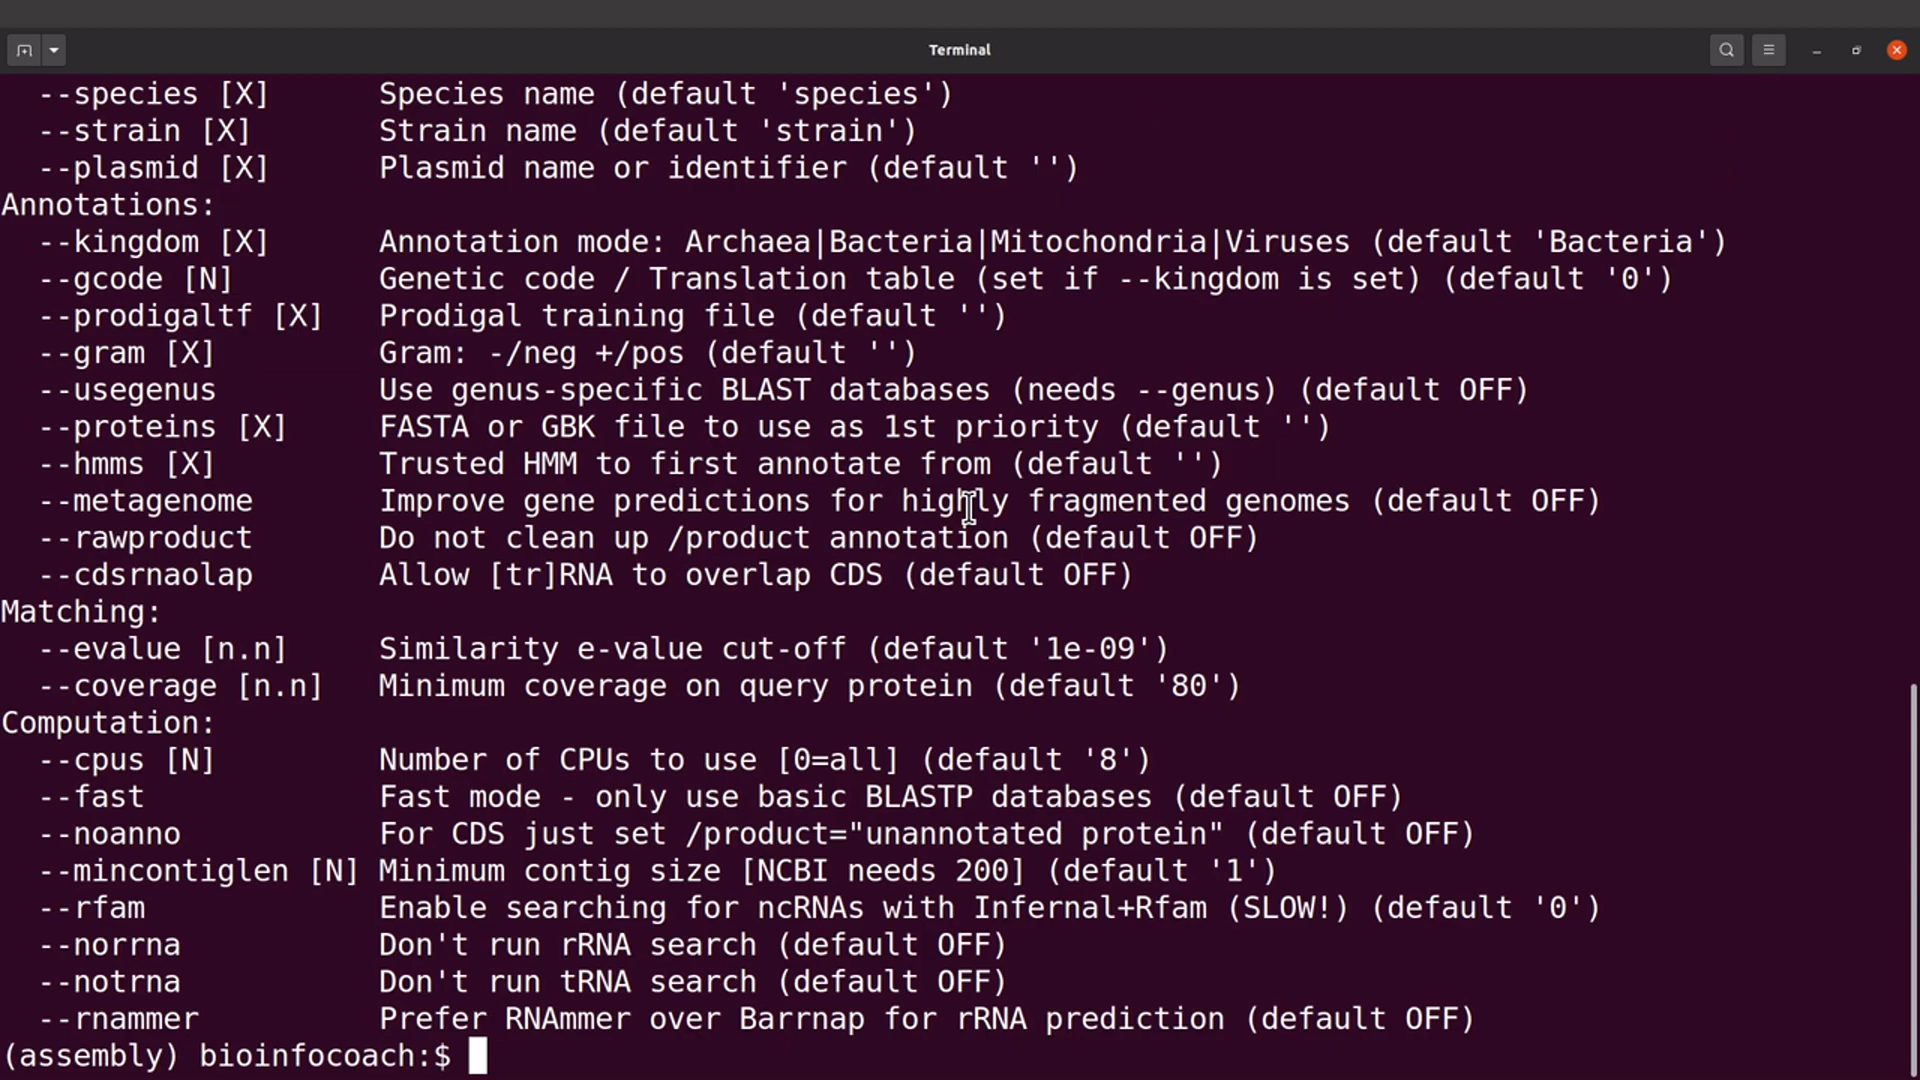 Terminal
--species [X]      Species name (default 'species')
--strain [X]       Strain name (default 'strain')
--plasmid [X]      Plasmid name or identifier (default '')
Annotations:
--kingdom [X]      Annotation mode: Archaea|Bacteria|Mitochondria|Viruses (default 'Bacteria')
--gcode [N]        Genetic code / Translation table (set if --kingdom is set) (default '0')
--prodigaltf [X]   Prodigal training file (default '')
--gram [X]         Gram: -/neg +/pos (default '')
--usegenus         Use genus-specific BLAST databases (needs --genus) (default OFF)
--proteins [X]     FASTA or GBK file to use as 1st priority (default '')
--hmms [X]         Trusted HMM to first annotate from (default '')
--metagenome       Improve gene predictions for highly fragmented genomes (default OFF)
--rawproduct       Do not clean up /product annotation (default OFF)
--cdsrnaolap       Allow [tr]RNA to overlap CDS (default OFF)
Matching:
--evalue [n.n]     Similarity e-value cut-off (default '1e-09')
--coverage [n.n]   Minimum coverage on query protein (default '80')
Computation:
--cpus [N]         Number of CPUs to use [0=all] (default '8')
--fast             Fast mode - only use basic BLASTP databases (default OFF)
--noanno           For CDS just set /product="unannotated protein" (default OFF)
--mincontiglen [N] Minimum contig size [NCBI needs 200] (default '1')
--rfam             Enable searching for ncRNAs with Infernal+Rfam (SLOW!) (default '0')
--norrna           Don't run rRNA search (default OFF)
--notrna           Don't run tRNA search (default OFF)
--rnammer          Prefer RNAmmer over Barrnap for rRNA prediction (default OFF)
(assembly) bioinfocoach:$